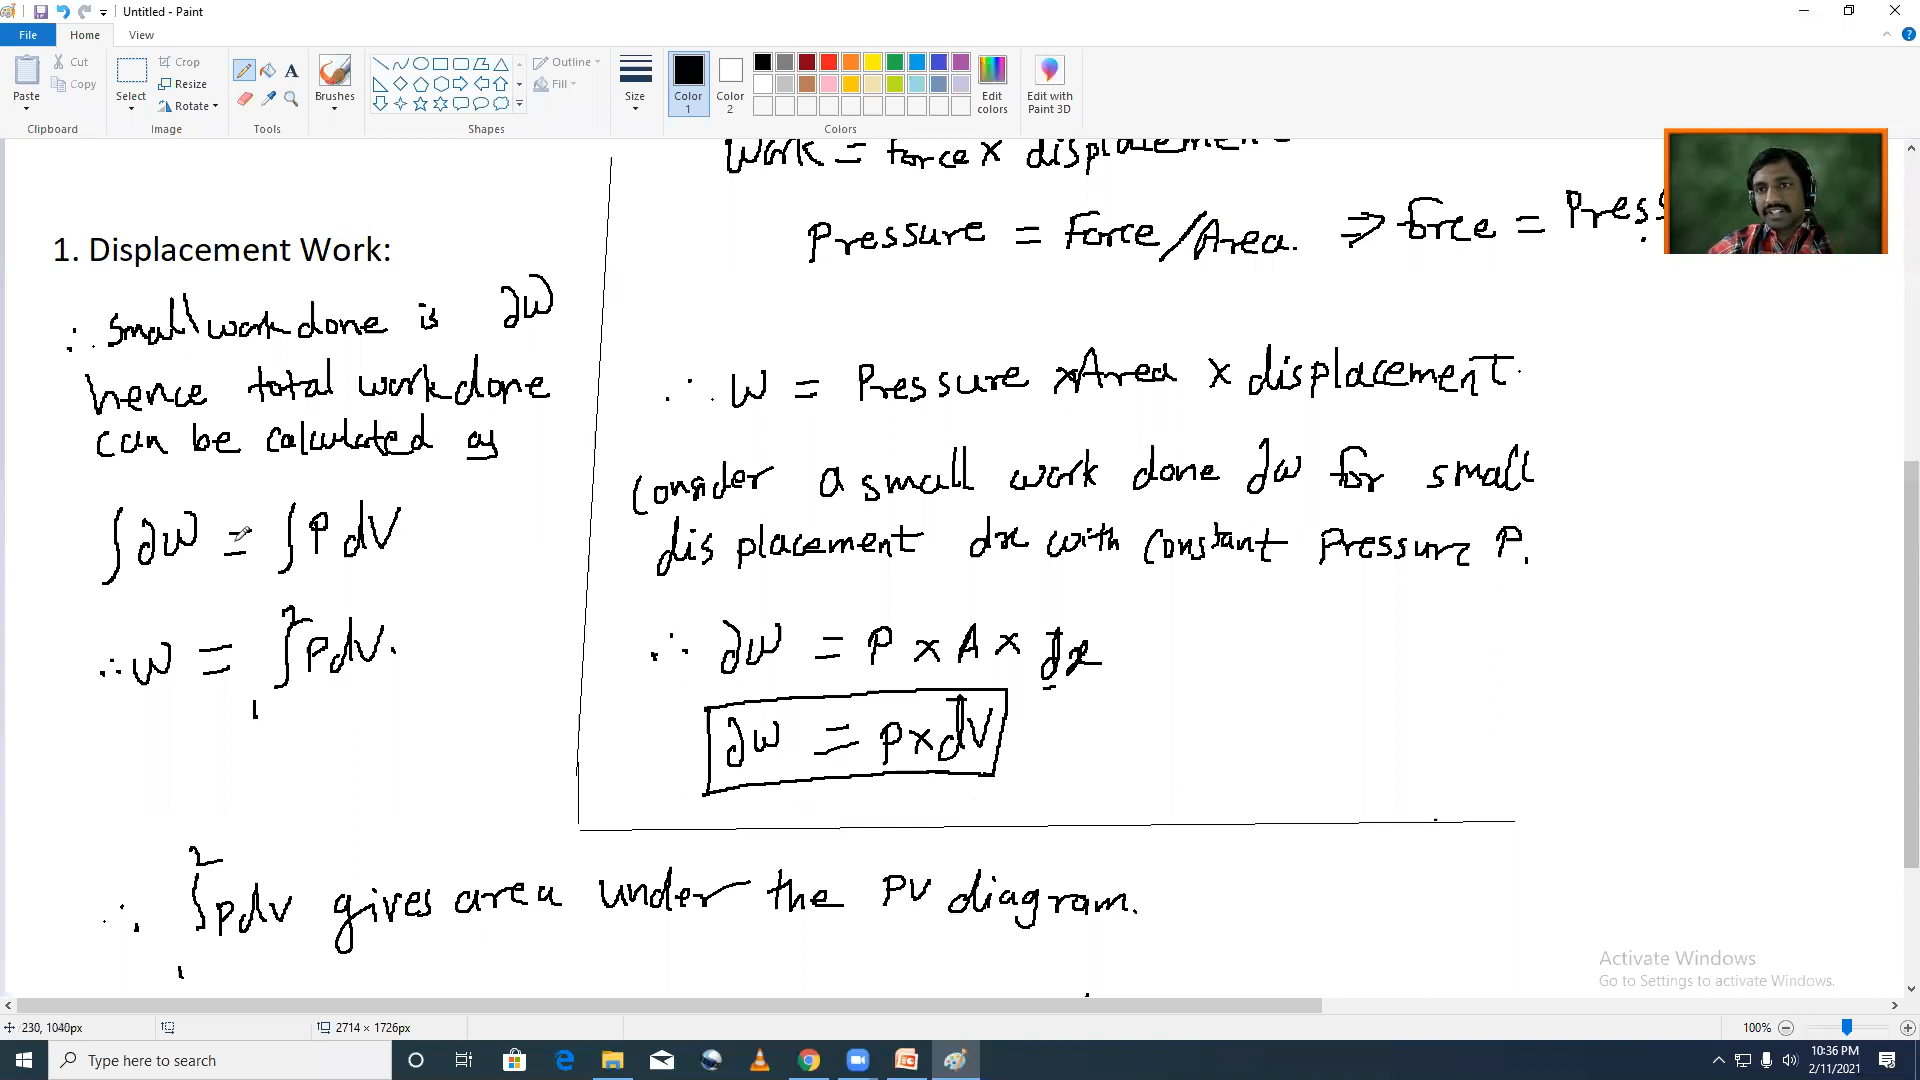 Untitled - Paint
File Home View
Paste
Cut
Copy
Clipboard
Select
Crop
Resize
Rotate
Image
Tools
Brushes
Outline
Fill
Shapes
Size
Color 1
Color 2
Edit colors
Edit with Paint 3D
Colors
Work = force x displacement
Pressure = Force/Area. ⇒ force = Press
1. Displacement Work:
∴ small work done is ∂W
hence total work done
can be calculated as
∫∂W = ∫PdV
∴ W = ∫₁²PdV.
∴ W = Pressure x Area x displacement.
Consider a small work done ∂W for small
displacement dx with constant Pressure P.
∴ ∂W = P x A x dx
∂W = P x dV
∴ ∫₁²PdV gives area under the PV diagram.
Activate Windows
Go to Settings to activate Windows.
230, 1040px
2714 × 1726px
100%
Type here to search
10:36 PM
2/11/2021